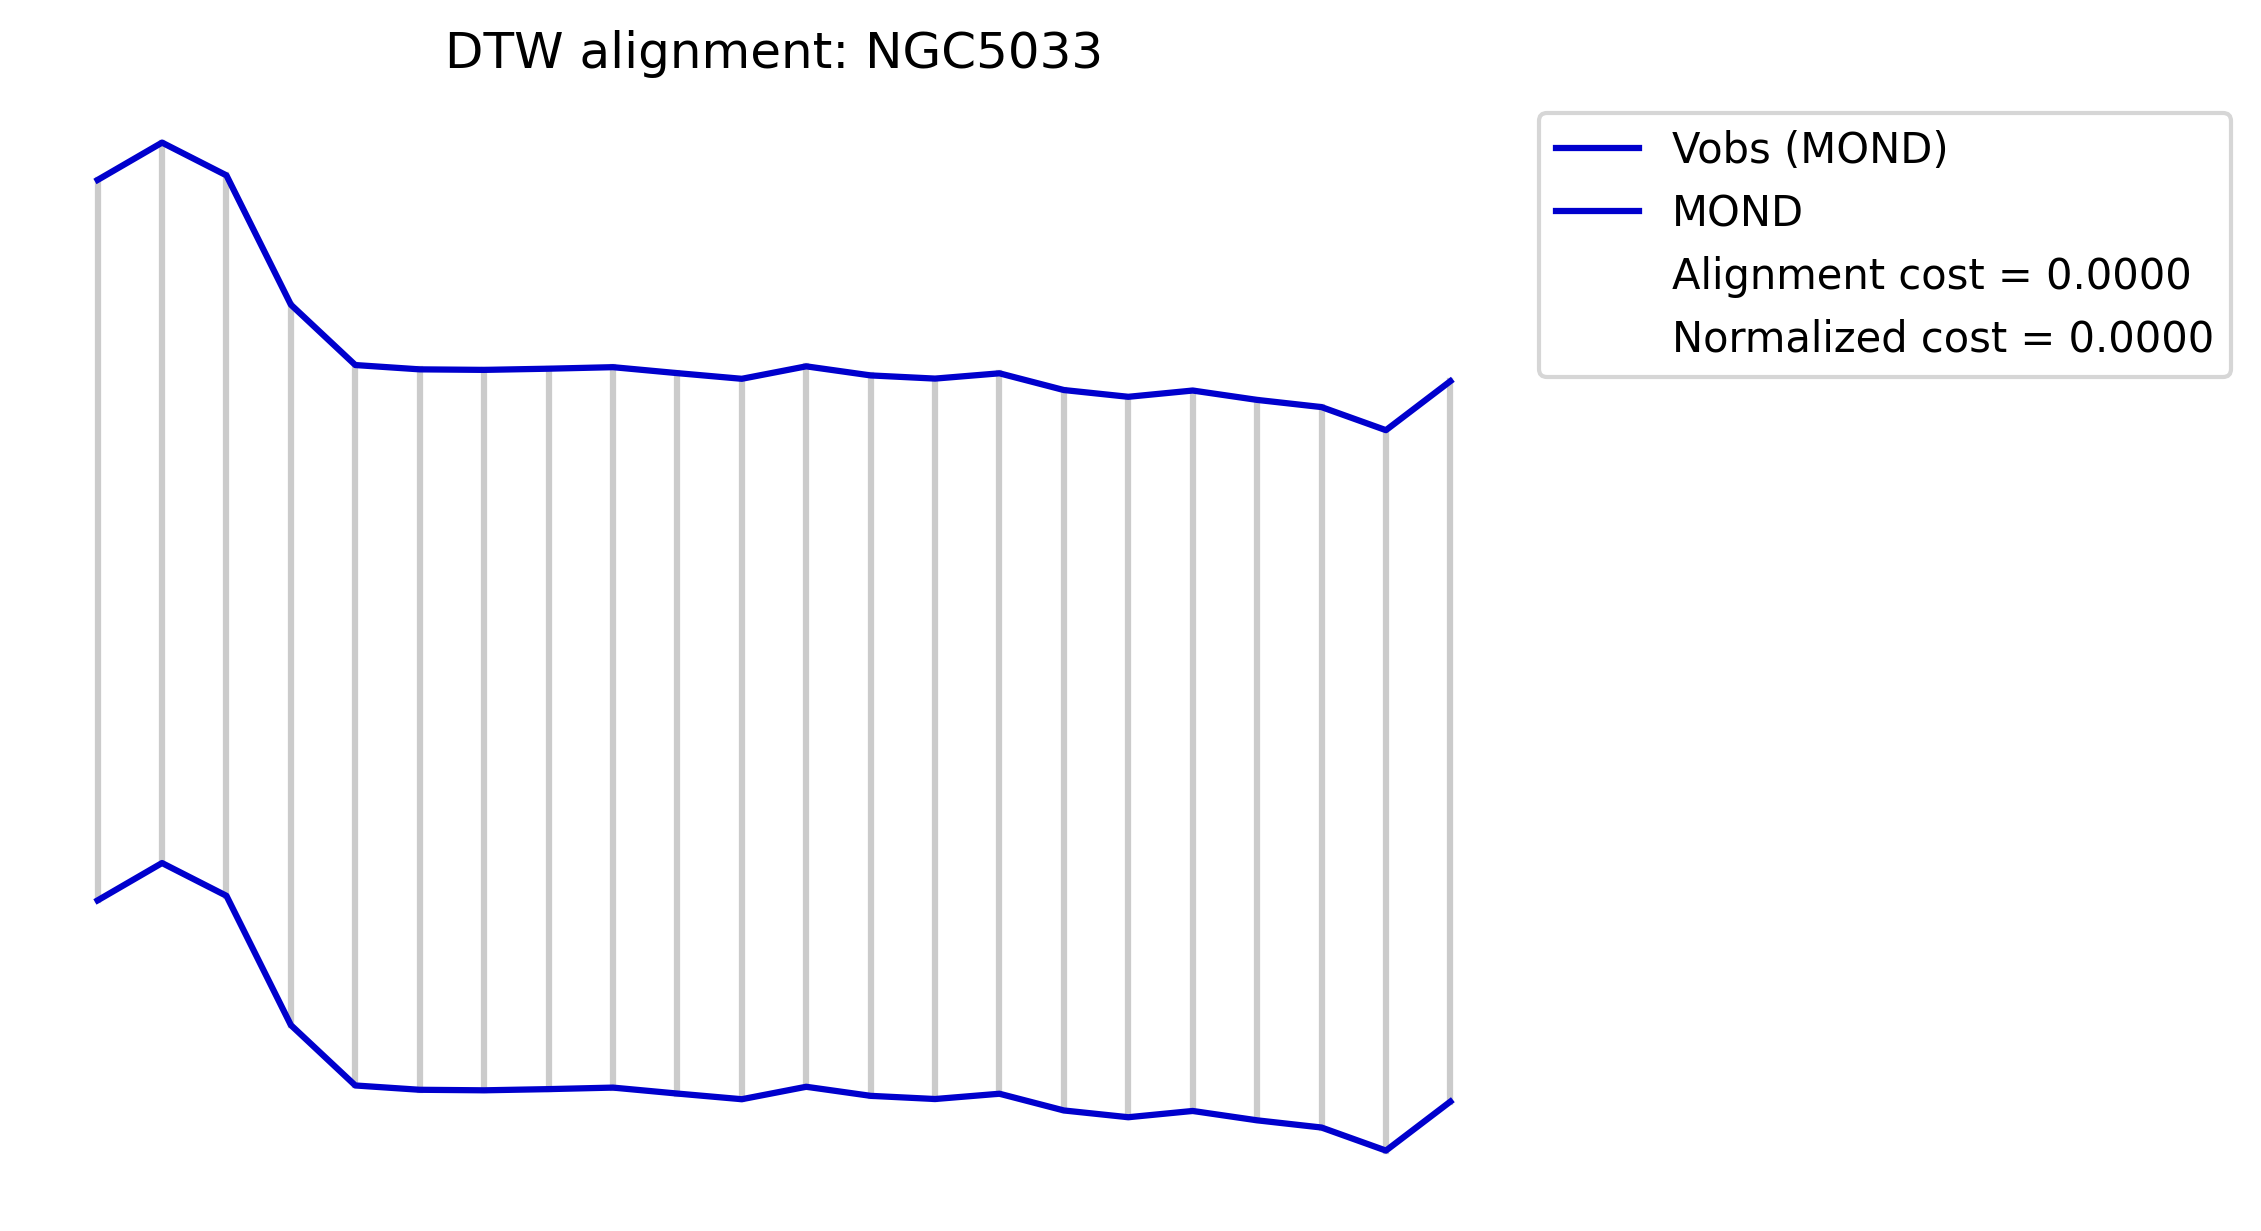 DTW alignment: NGC5033
Vobs (MOND)
MOND
Alignment cost = 0.0000
Normalized cost = 0.0000